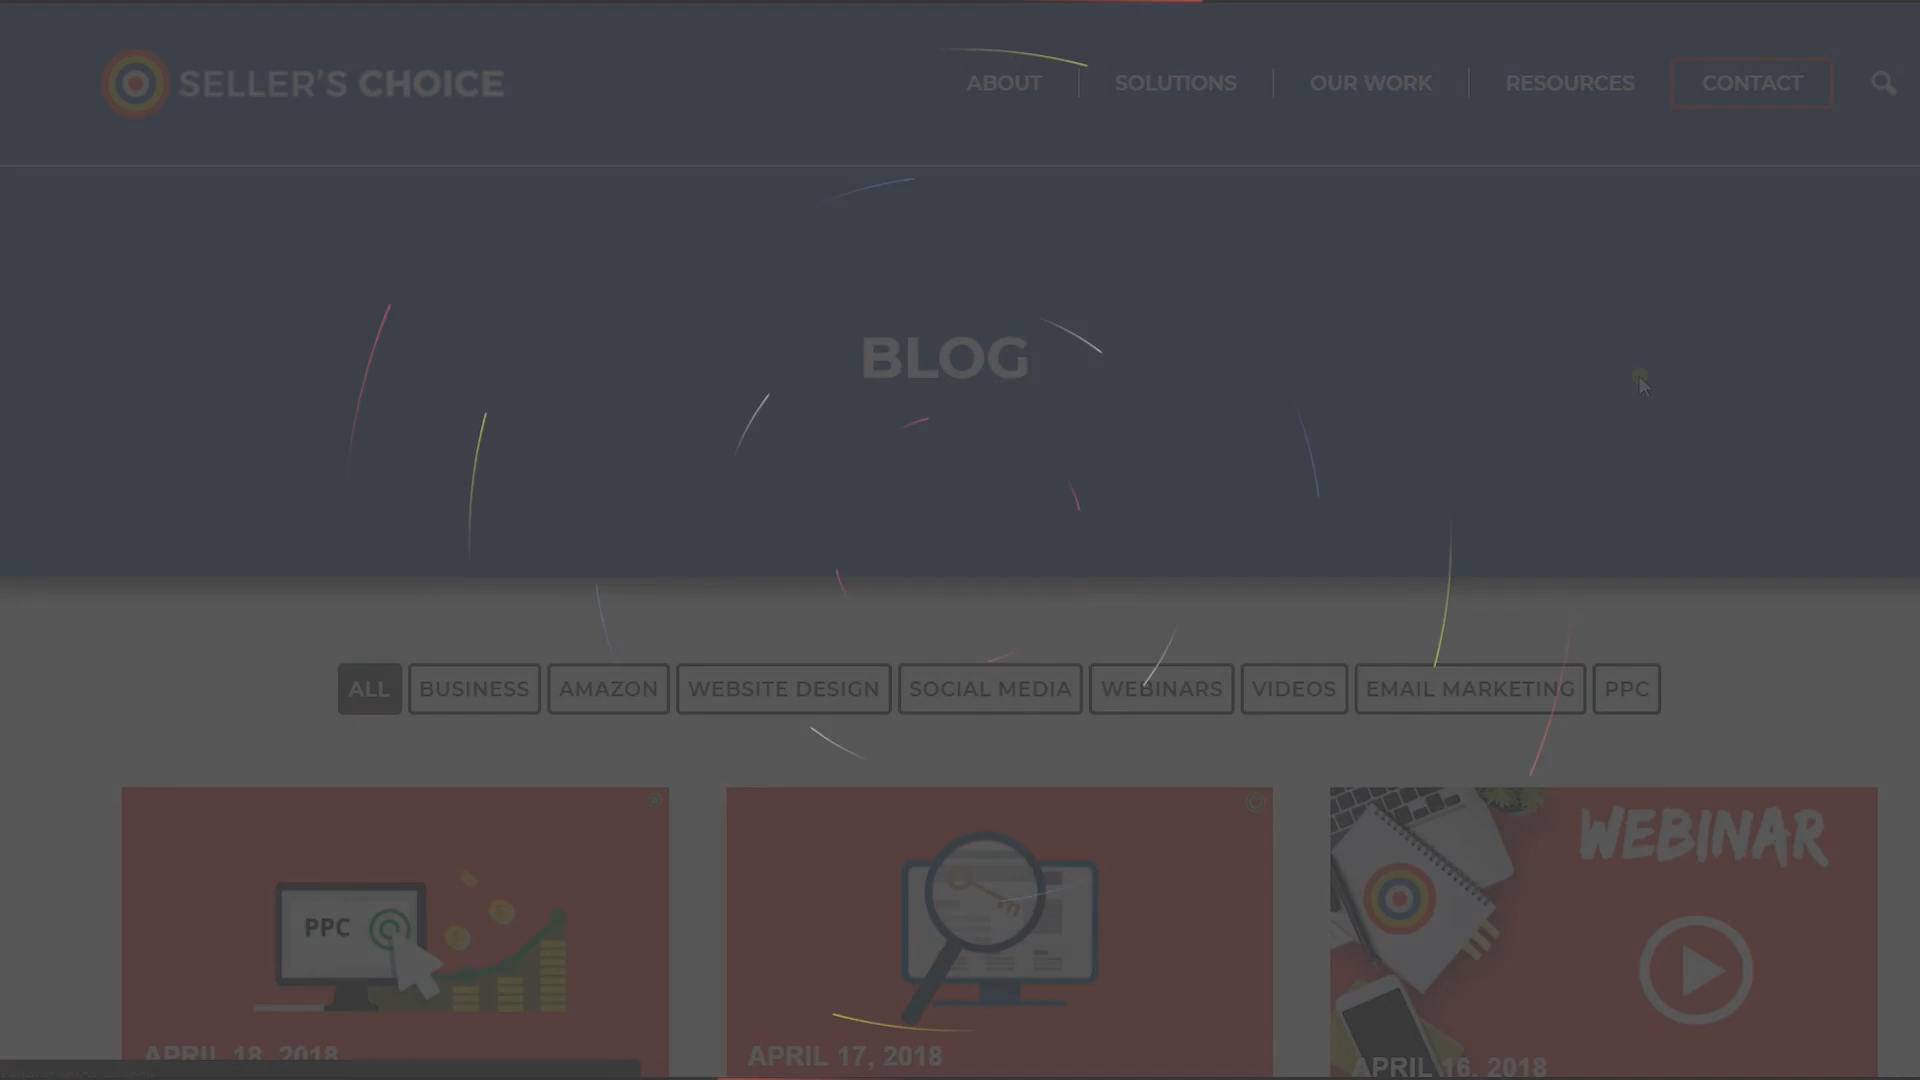 SELLER'S CHOICE
ABOUT
SOLUTIONS
OUR WORK
RESOURCES
CONTACT
BLOG
ALL
BUSINESS
AMAZON
WEBSITE DESIGN
SOCIAL MEDIA
WEBINARS
VIDEOS
EMAIL MARKETING
PPC
PPC
WEBINAR
APRIL 18, 2018
APRIL 17, 2018
APRIL 16, 2018